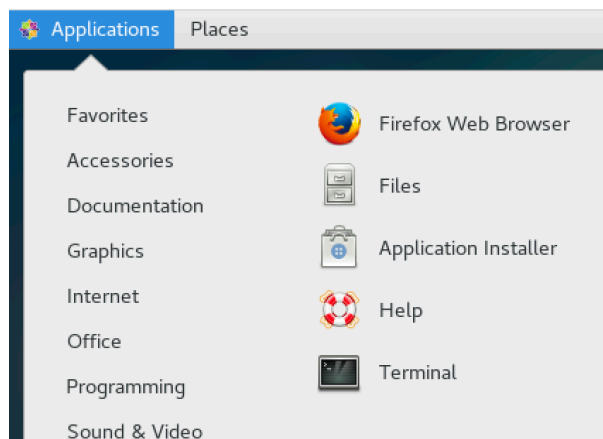 Applications Places
Favorites
Accessories
Documentation
Graphics
Internet
Office
Programming
Sound & Video
Firefox Web Browser
Files
Application Installer
Help
Terminal